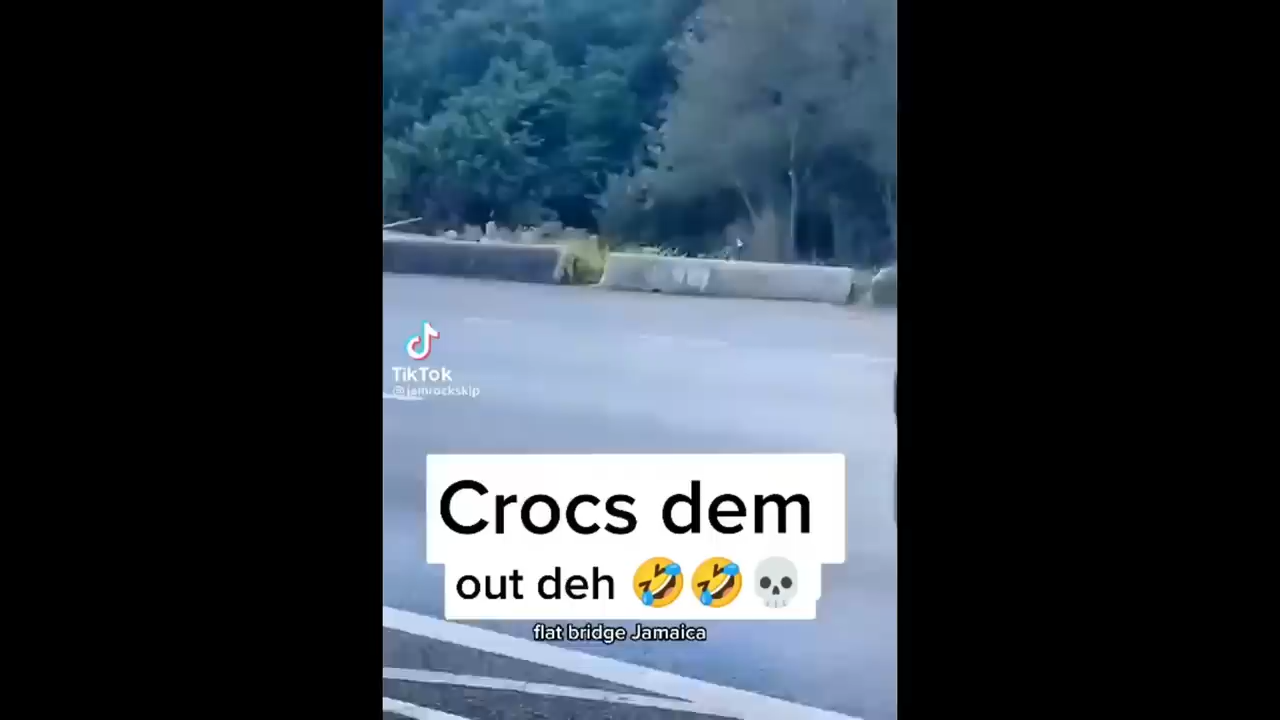 TikTok
@jamrockskip
Crocs dem
out deh 🤣🤣💀
flat bridge Jamaica